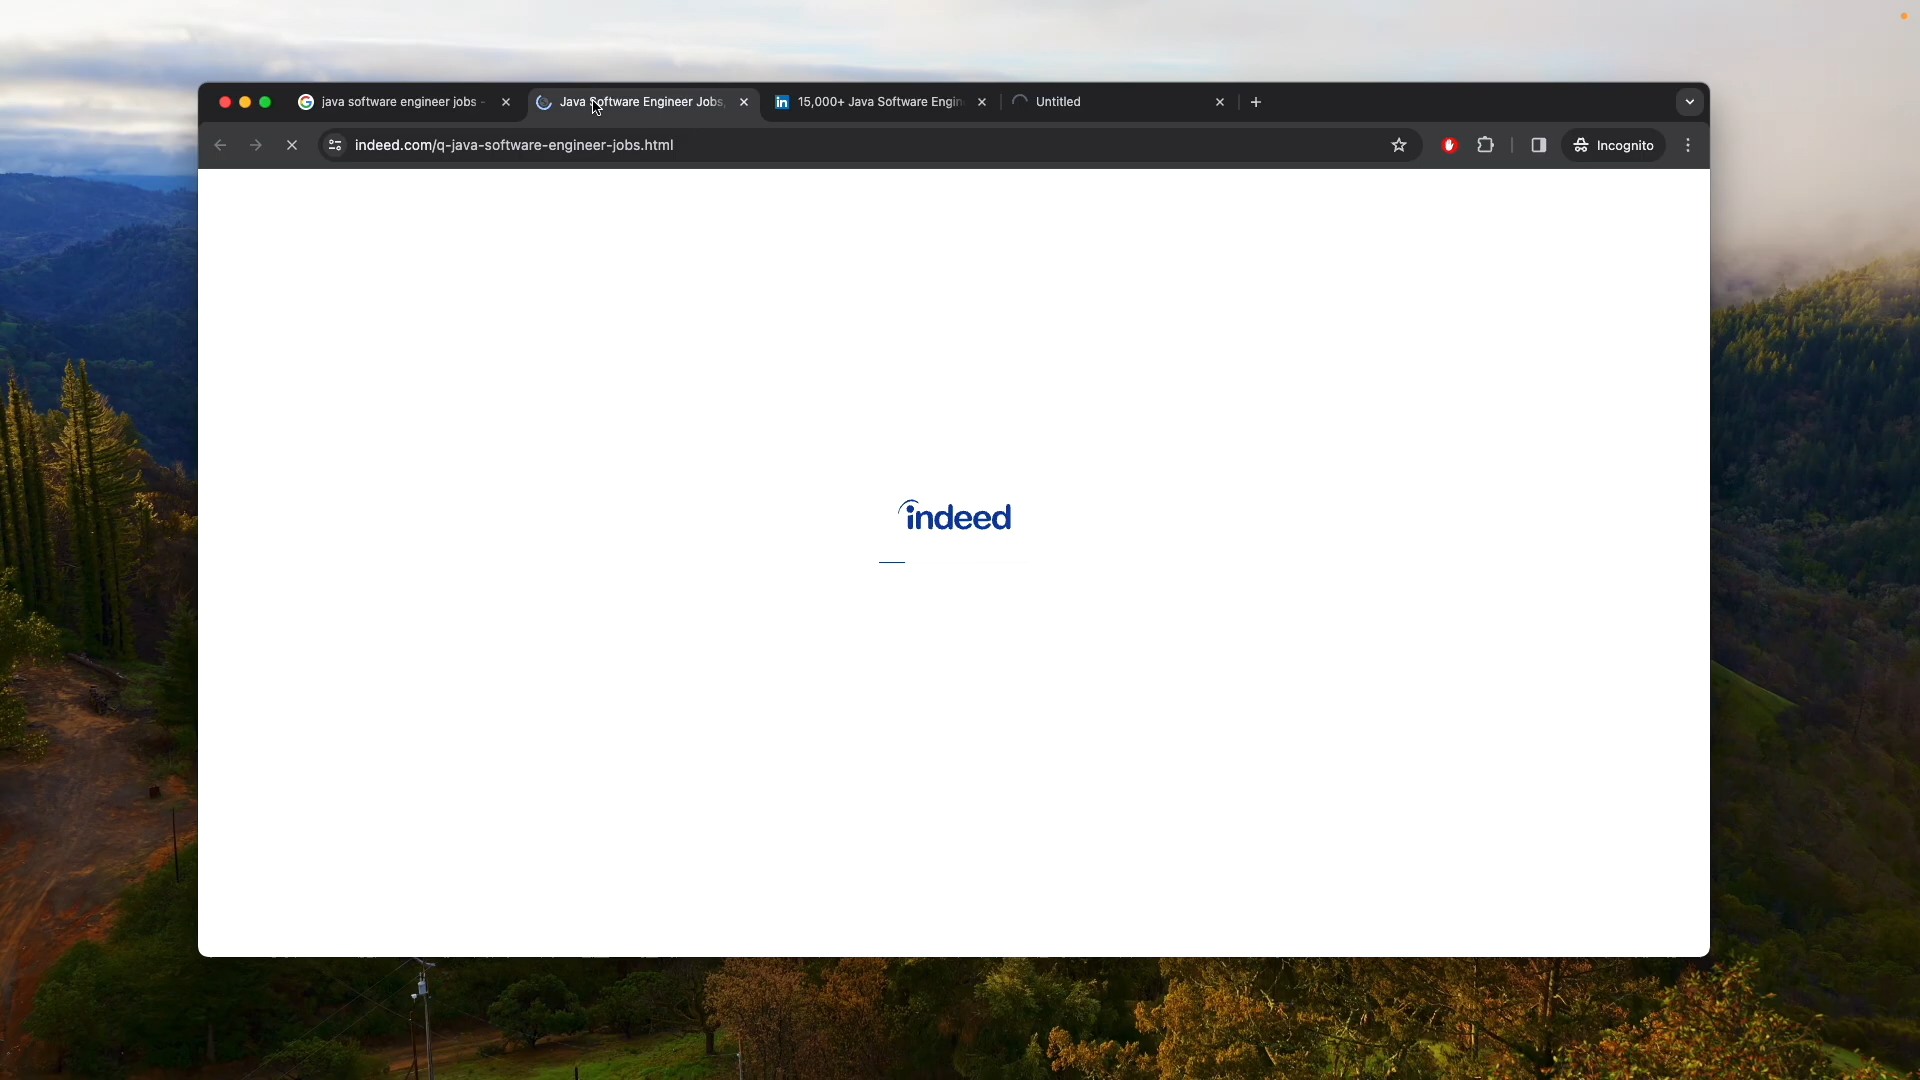 java software engineer jobs -
Java Software Engineer Jobs,
15,000+ Java Software Engin
Untitled
indeed.com/q-java-software-engineer-jobs.html
Incognito
indeed